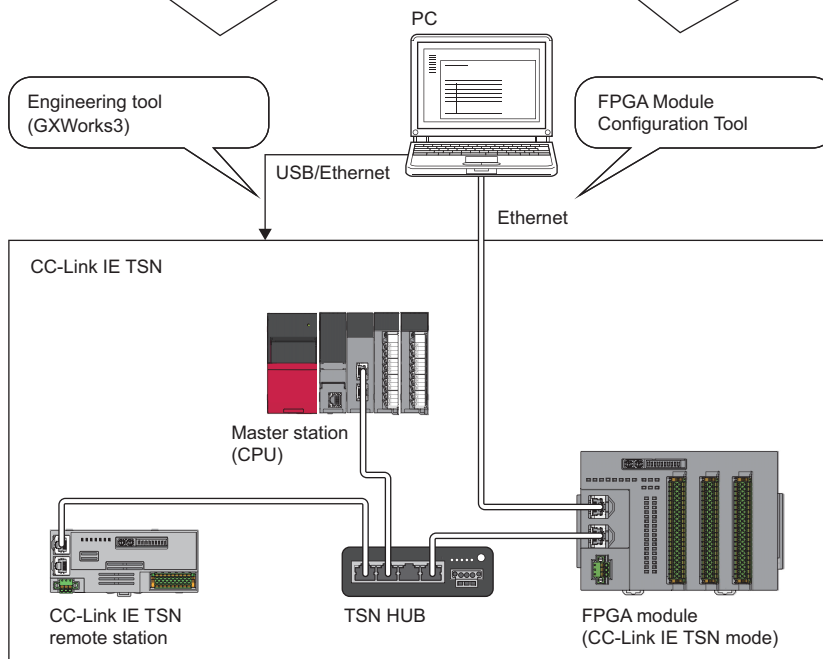 PC
Engineering tool
(GXWorks3)
FPGA Module
Configuration Tool
USB/Ethernet
Ethernet
CC-Link IE TSN
Master station
(CPU)
CC-Link IE TSN
remote station
TSN HUB
FPGA module
(CC-Link IE TSN mode)